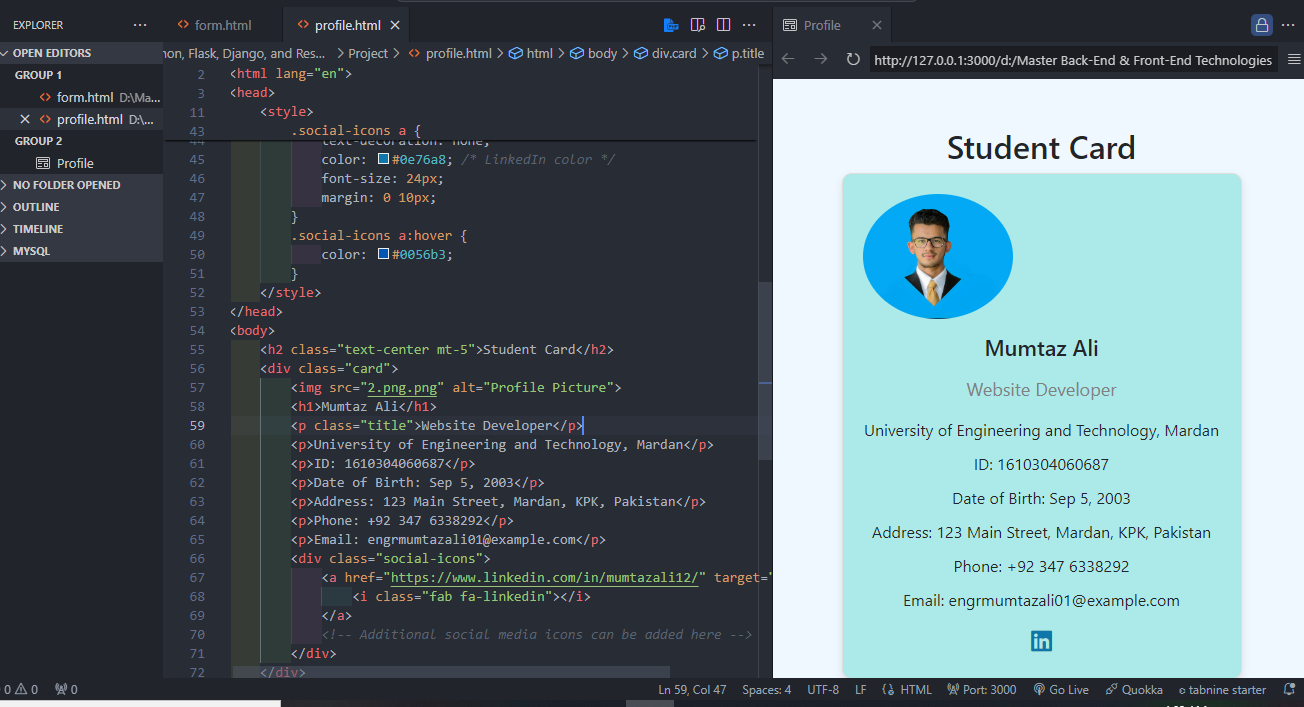 EXPLORER
OPEN EDITORS
GROUP 1
form.html D:\Ma...
profile.html D:\...
GROUP 2
Profile
NO FOLDER OPENED
OUTLINE
TIMELINE
MYSQL
form.html
profile.html
on, Flask, Django, and Res... > Project > profile.html > html > body > div.card > p.title
2 <html lang="en">
3 <head>
11 <style>
43 .social-icons a {
44 text-decoration: none;
45 color: #0e76a8; /* LinkedIn color */
46 font-size: 24px;
47 margin: 0 10px;
48 }
49 .social-icons a:hover {
50 color: #0056b3;
51 }
52 </style>
53 </head>
54 <body>
55 <h2 class="text-center mt-5">Student Card</h2>
56 <div class="card">
57 <img src="2.png.png" alt="Profile Picture">
58 <h1>Mumtaz Ali</h1>
59 <p class="title">Website Developer</p>
60 <p>University of Engineering and Technology, Mardan</p>
61 <p>ID: 1610304060687</p>
62 <p>Date of Birth: Sep 5, 2003</p>
63 <p>Address: 123 Main Street, Mardan, KPK, Pakistan</p>
64 <p>Phone: +92 347 6338292</p>
65 <p>Email: engrmumtazali01@example.com</p>
66 <div class="social-icons">
67 <a href="https://www.linkedin.com/in/mumtazali12/" target="
68 <i class="fab fa-linkedin"></i>
69 </a>
70 <!-- Additional social media icons can be added here -->
71 </div>
72 </div>
Profile
http://127.0.0.1:3000/d:/Master Back-End & Front-End Technologies
Student Card
Mumtaz Ali
Website Developer
University of Engineering and Technology, Mardan
ID: 1610304060687
Date of Birth: Sep 5, 2003
Address: 123 Main Street, Mardan, KPK, Pakistan
Phone: +92 347 6338292
Email: engrmumtazali01@example.com
in
0 0 0 Ln 59, Col 47 Spaces: 4 UTF-8 LF HTML Port: 3000 Go Live Quokka tabnine starter